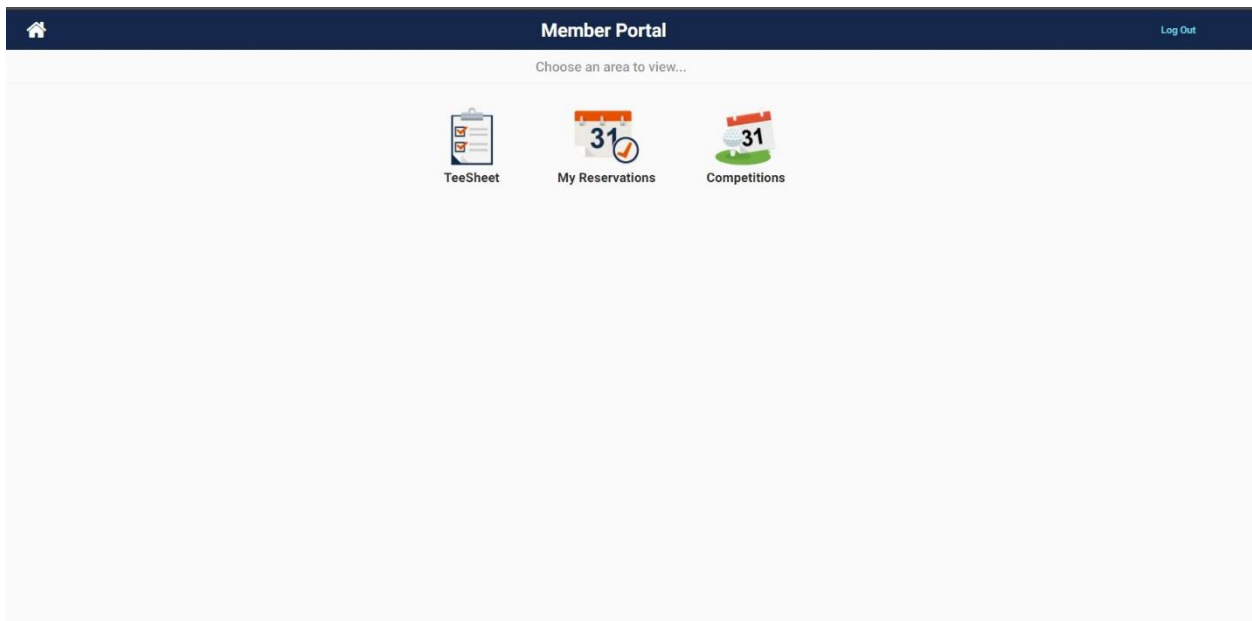 Member Portal
Log Out
Choose an area to view...
31
31
TeeSheet
My Reservations
Competitions